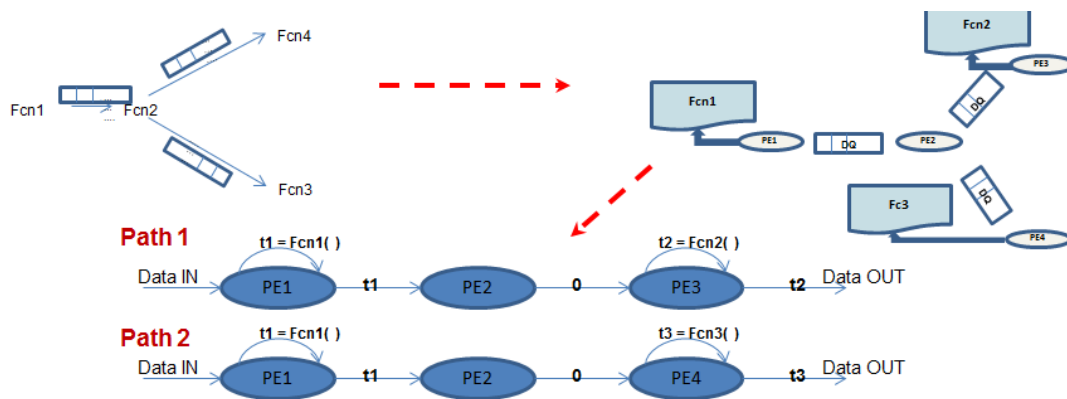 Fcn4
Fcn1
Fcn2
Fcn3
Fcn2
PE3
DQ
Fcn1
PE1
DQ
PE2
DQ
Fc3
PE4
Path 1
t1 = Fcn1( )
t2 = Fcn2( )
Data IN
PE1
t1
PE2
0
PE3
t2
Data OUT
Path 2
t1 = Fcn1( )
t3 = Fcn3( )
Data IN
PE1
t1
PE2
0
PE4
t3
Data OUT